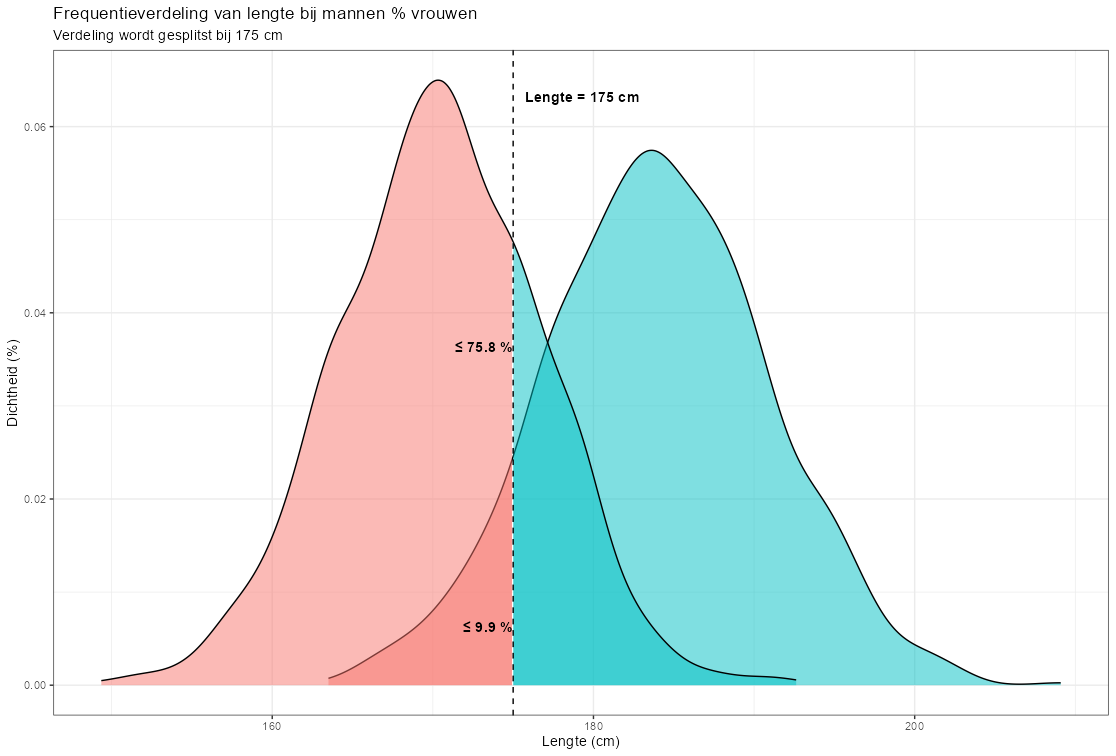 Frequentieverdeling van lengte bij mannen % vrouwen
Verdeling wordt gesplitst bij 175 cm
Lengte = 175 cm
≤ 75.8 %
≤ 9.9 %
Dichtheid (%)
0.06
0.04
0.02
0.00
160
180
200
Lengte (cm)